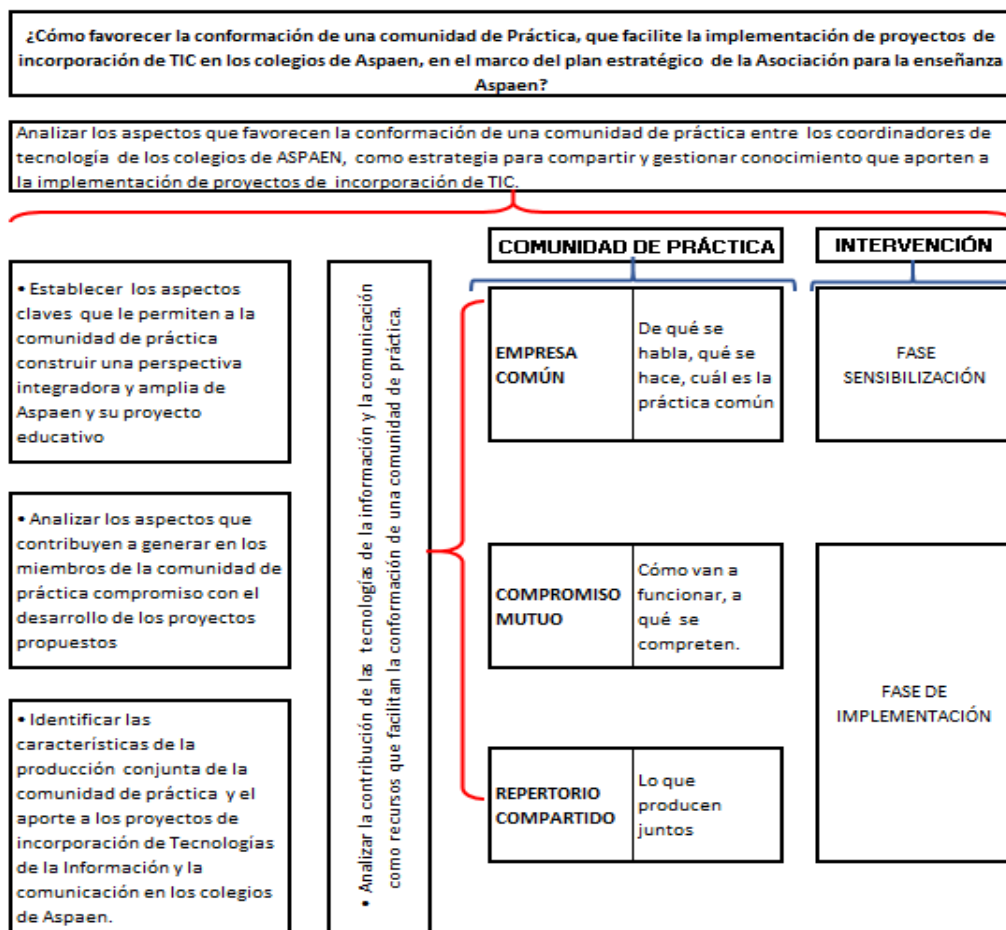 ¿Cómo favorecer la conformación de una comunidad de Práctica, que facilite la implementación de proyectos de
incorporación de TIC en los colegios de Aspaen, en el marco del plan estratégico de la Asociación para la enseñanza
Aspaen?
Analizar los aspectos que favorecen la conformación de una comunidad de práctica entre los coordinadores de
tecnología de los colegios de ASPAEN, como estrategia para compartir y gestionar conocimiento que aporten a
la implementación de proyectos de incorporación de TIC.
• Establecer los aspectos
claves que le permiten a la
comunidad de práctica
construir una perspectiva
integradora y amplia de
Aspaen y su proyecto
educativo
• Analizar los aspectos que
contribuyen a generar en los
miembros de la comunidad de
práctica compromiso con el
desarrollo de los proyectos
propuestos
• Identificar las
características de la
producción conjunta de la
comunidad de práctica y el
aporte a los proyectos de
incorporación de Tecnologías
de la Información y la
comunicación en los colegios
de Aspaen.
• Analizar la contribución de las tecnologías de la información y la comunicación
como recursos que facilitan la conformación de una comunidad de práctica.
COMUNIDAD DE PRÁCTICA
EMPRESA
COMÚN
De qué se
habla, qué se
hace, cuál es la
práctica común
COMPROMISO
MUTUO
Cómo van a
funcionar, a
qué se
compreten.
REPERTORIO
COMPARTIDO
Lo que
producen
juntos
INTERVENCIÓN
FASE
SENSIBILIZACIÓN
FASE DE
IMPLEMENTACIÓN